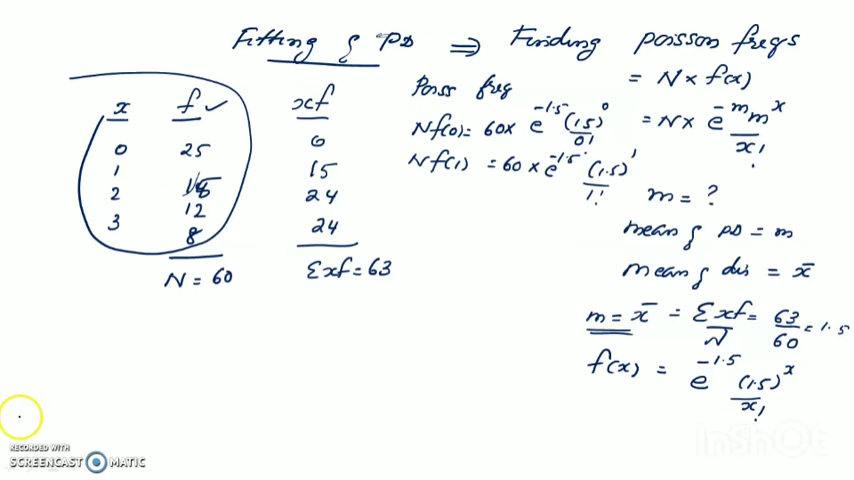 Fitting of PD ⇒ Finding poisson freqs
= N × f(x)
= N × e^-m m^x / x!
x f ✓ xf
0 25 0
1 15 15
2 12 24
3 8 24
N = 60 Σxf = 63
Poss freq
Nf(0) = 60 × e^-1.5 (1.5)^0 / 0!
Nf(1) = 60 × e^-1.5 (1.5)^1 / 1!
m = ?
mean of PD = m
mean of dis = x̄
m = x̄ = Σxf / N = 63 / 60 = 1.5
f(x) = e^-1.5 (1.5)^x / x!
RECORDED WITH
SCREENCAST MATIC
InShOt